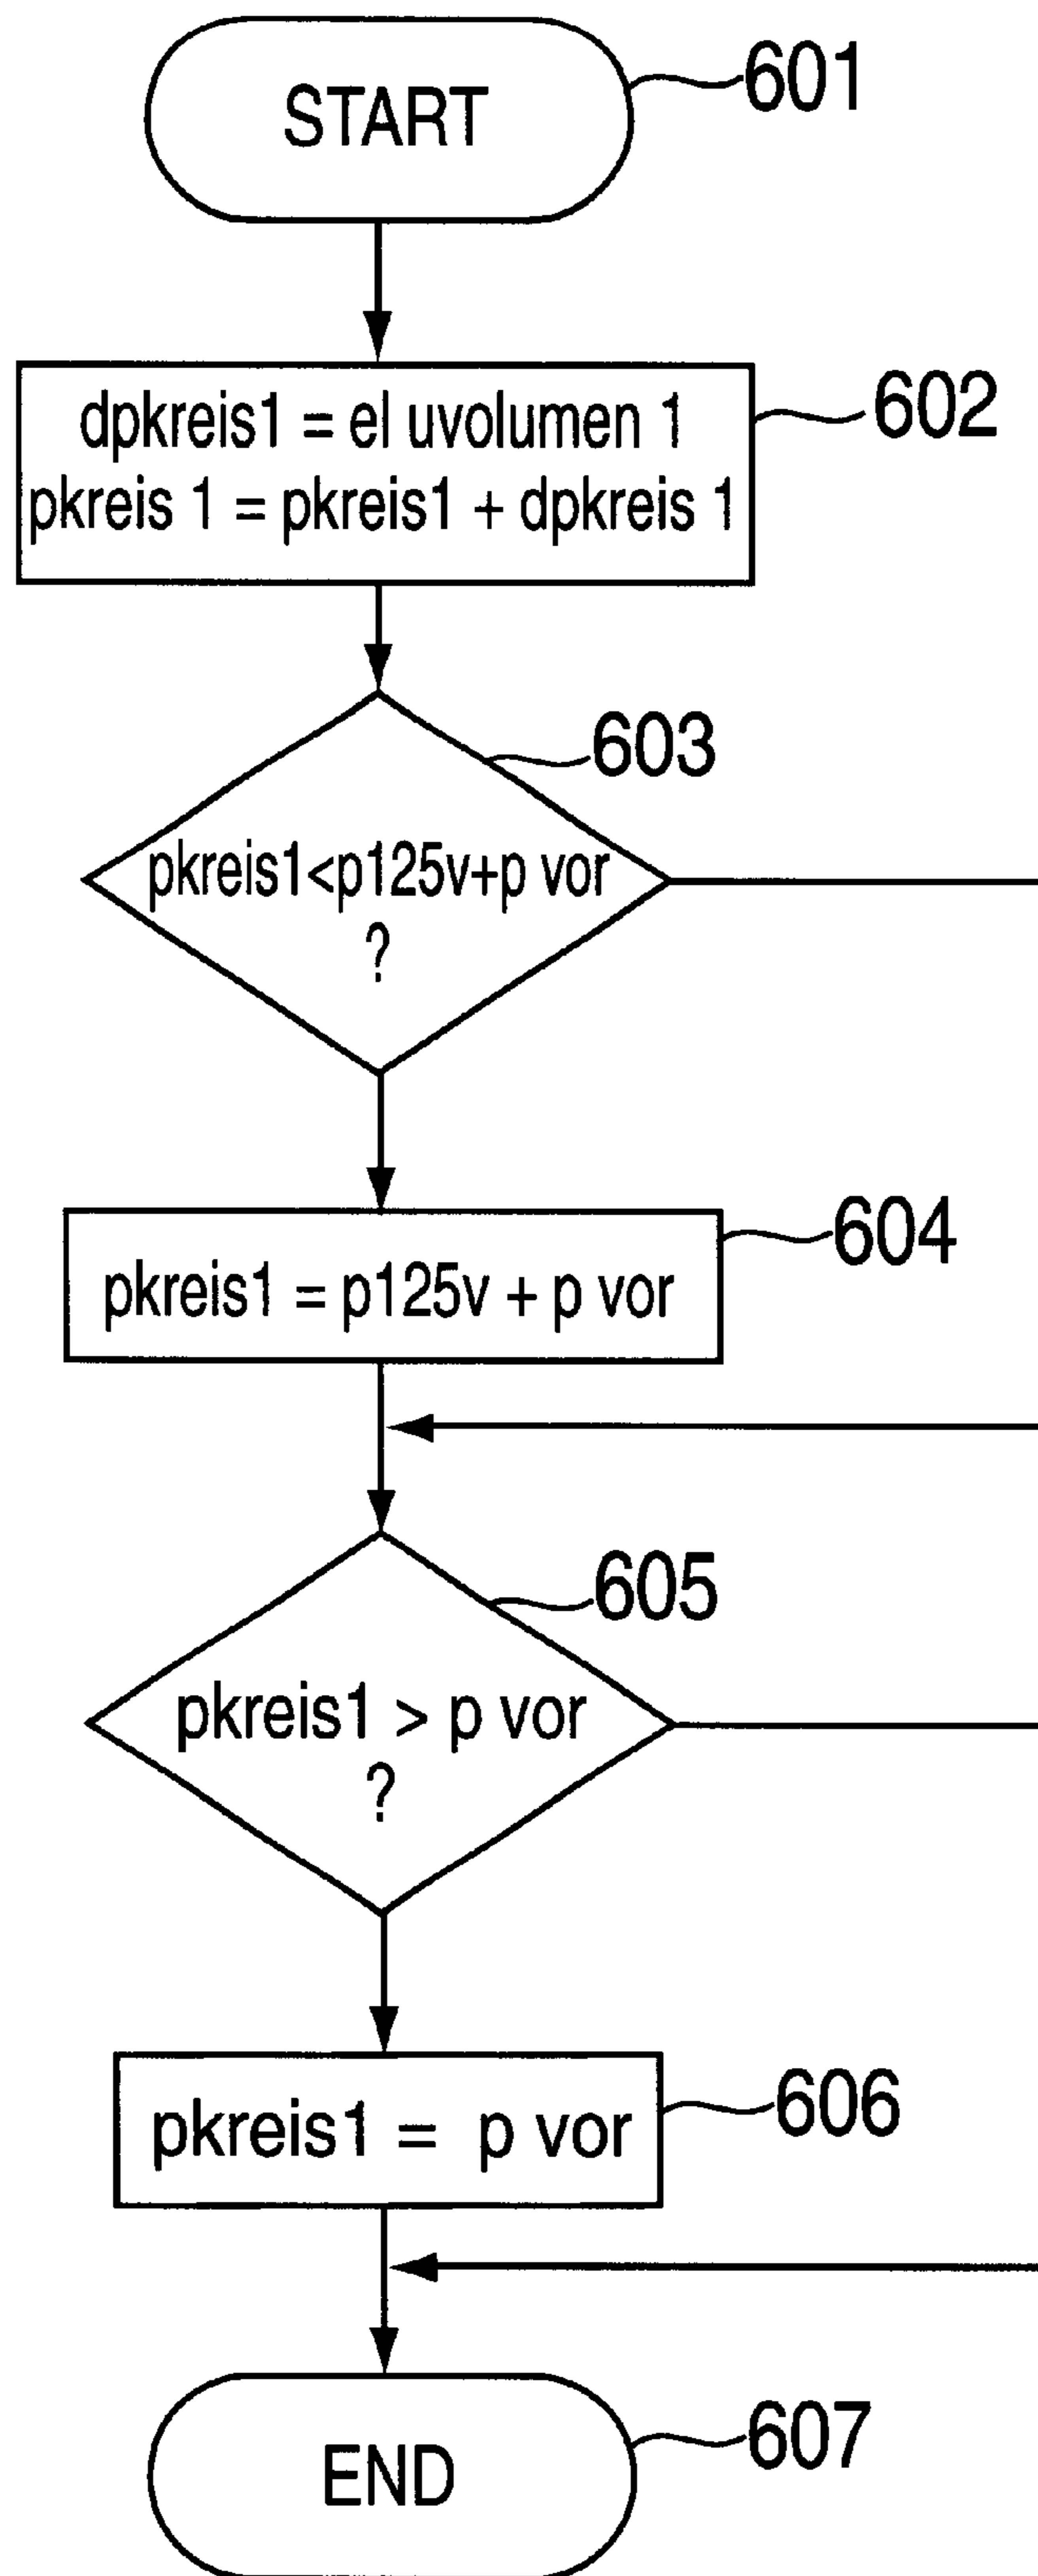 START
601
dpkreis1 = el uvolumen 1
pkreis 1 = pkreis1 + dpkreis 1
602
603
pkreis1<p125v+p vor
?
604
pkreis1 = p125v + p vor
605
pkreis1 > p vor
?
pkreis1 = p vor
606
END
607